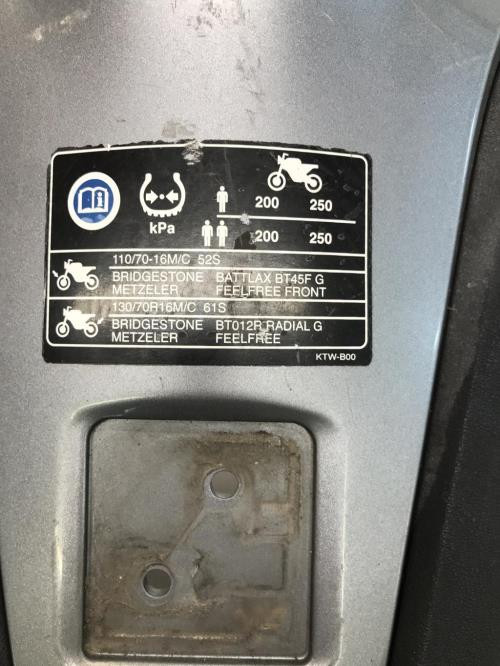 200 250
kPa
200 250
110/70-16M/C 52S
BRIDGESTONE BATTLAX BT45F G
METZELER FEELFREE FRONT
130/70R16M/C 61S
BRIDGESTONE BT012R RADIAL G
METZELER FEELFREE
KTW-B00